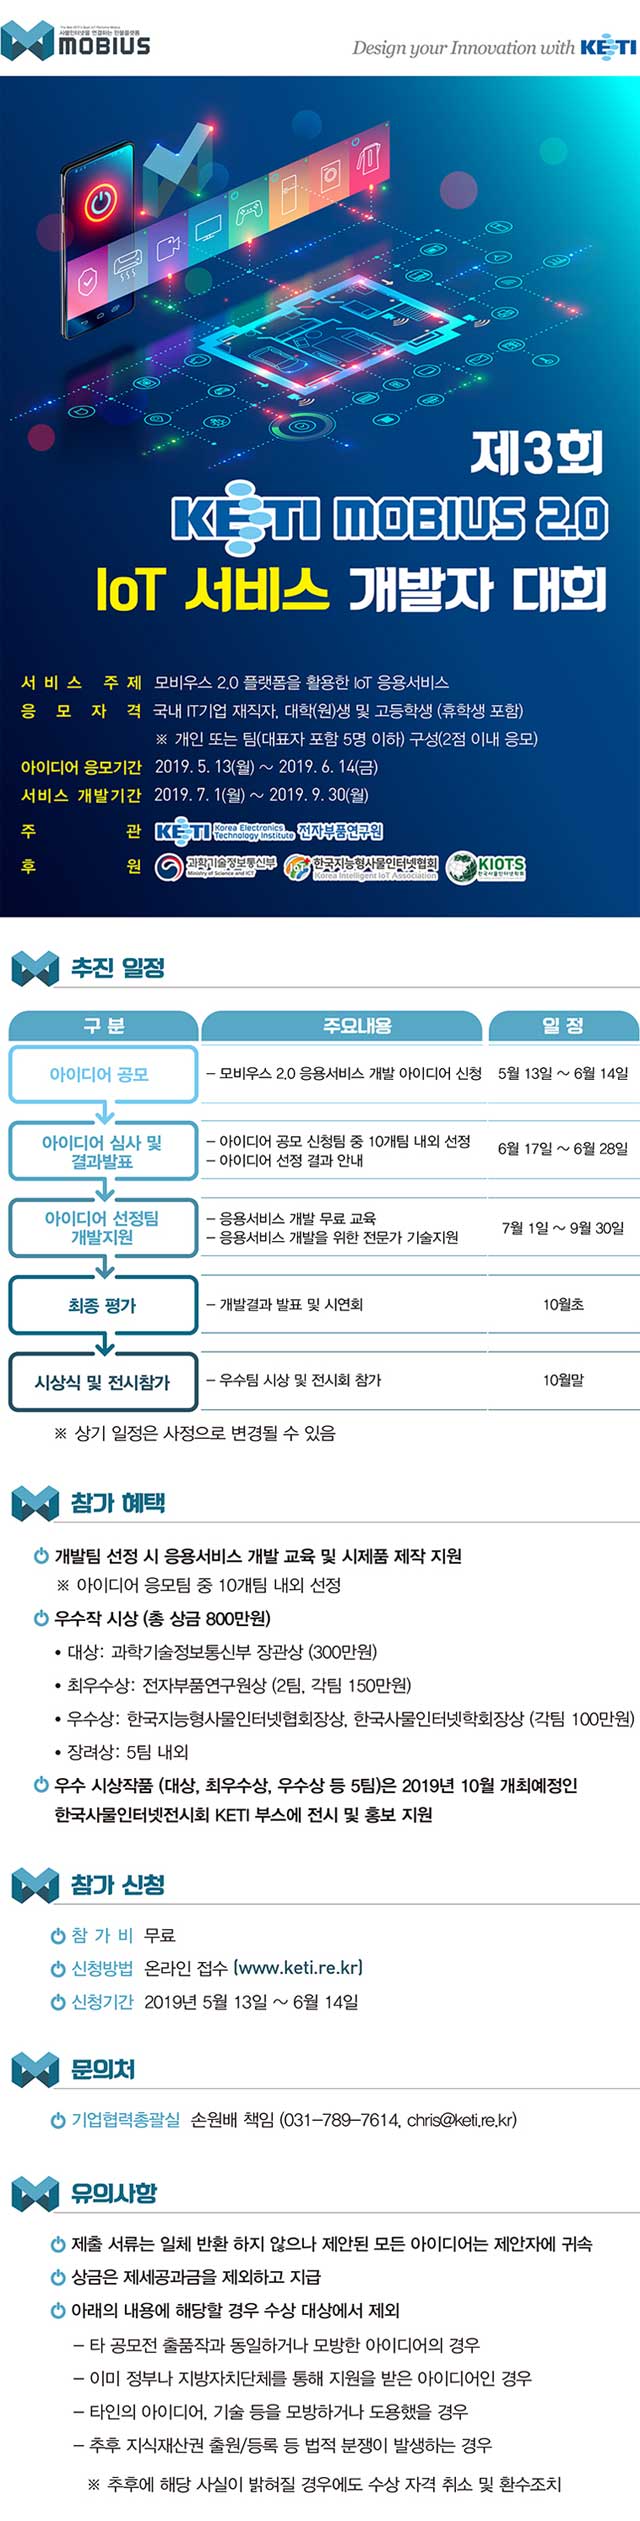 사물인터넷을 연결하는 만물플랫폼
MOBIUS
Design your Innovation with KETI
제3회
KETI MOBIUS 2.0
IoT 서비스 개발자 대회
서비스 주제 모비우스 2.0 플랫폼을 활용한 IoT 응용서비스
응모자격 국내 IT기업 재직자, 대학(원)생 및 고등학생 (휴학생 포함)
※ 개인 또는 팀(대표자 포함 5명 이하) 구성(2점 이내 응모)
아이디어 응모기간 2019. 5. 13(월) ~ 2019. 6. 14(금)
서비스 개발기간 2019. 7. 1(월) ~ 2019. 9. 30(월)
주관 KETI Korea Electronics Technology Institute 전자부품연구원
후원 과학기술정보통신부 Ministry of Science and ICT IoT 한국지능형사물인터넷협회 Korea Intelligent IoT Association KIOTS 한국사물인터넷학회
추진 일정
구 분 주요내용 일 정
아이디어 공모 - 모비우스 2.0 응용서비스 개발 아이디어 신청 5월 13일 ~ 6월 14일
아이디어 심사 및 - 아이디어 공모 신청팀 중 10개팀 내외 선정
결과발표 - 아이디어 선정 결과 안내 6월 17일 ~ 6월 28일
아이디어 선정팀 - 응용서비스 개발 무료 교육
개발지원 - 응용서비스 개발을 위한 전문가 기술지원 7월 1일 ~ 9월 30일
최종 평가 - 개발결과 발표 및 시연회 10월초
시상식 및 전시참가 - 우수팀 시상 및 전시회 참가 10월말
※ 상기 일정은 사정으로 변경될 수 있음
참가 혜택
개발팀 선정 시 응용서비스 개발 교육 및 시제품 제작 지원
※ 아이디어 응모팀 중 10개팀 내외 선정
우수작 시상 (총 상금 800만원)
• 대상: 과학기술정보통신부 장관상 (300만원)
• 최우수상: 전자부품연구원상 (2팀, 각팀 150만원)
• 우수상: 한국지능형사물인터넷협회장상, 한국사물인터넷학회장상 (각팀 100만원)
• 장려상: 5팀 내외
우수 시상작품 (대상, 최우수상, 우수상 등 5팀)은 2019년 10월 개최예정인
한국사물인터넷전시회 KETI 부스에 전시 및 홍보 지원
참가 신청
참 가 비 무료
신청방법 온라인 접수 (www.keti.re.kr)
신청기간 2019년 5월 13일 ~ 6월 14일
문의처
기업협력총괄실 손원배 책임 (031-789-7614, chris@keti.re.kr)
유의사항
제출 서류는 일체 반환 하지 않으나 제안된 모든 아이디어는 제안자에 귀속
상금은 제세공과금을 제외하고 지급
아래의 내용에 해당할 경우 수상 대상에서 제외
- 타 공모전 출품작과 동일하거나 모방한 아이디어의 경우
- 이미 정부나 지방자치단체를 통해 지원을 받은 아이디어인 경우
- 타인의 아이디어, 기술 등을 모방하거나 도용했을 경우
- 추후 지식재산권 출원/등록 등 법적 분쟁이 발생하는 경우
※ 추후에 해당 사실이 밝혀질 경우에도 수상 자격 취소 및 환수조치